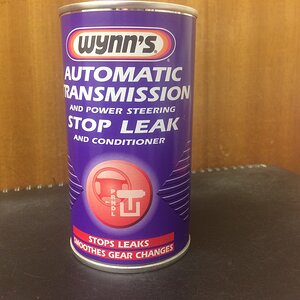 WYNN'S
AUTOMATIC
TRANSMISSION
AND POWER STEERING
STOP LEAK
AND CONDITIONER
STOPS LEAKS
SMOOTHES GEAR CHANGES